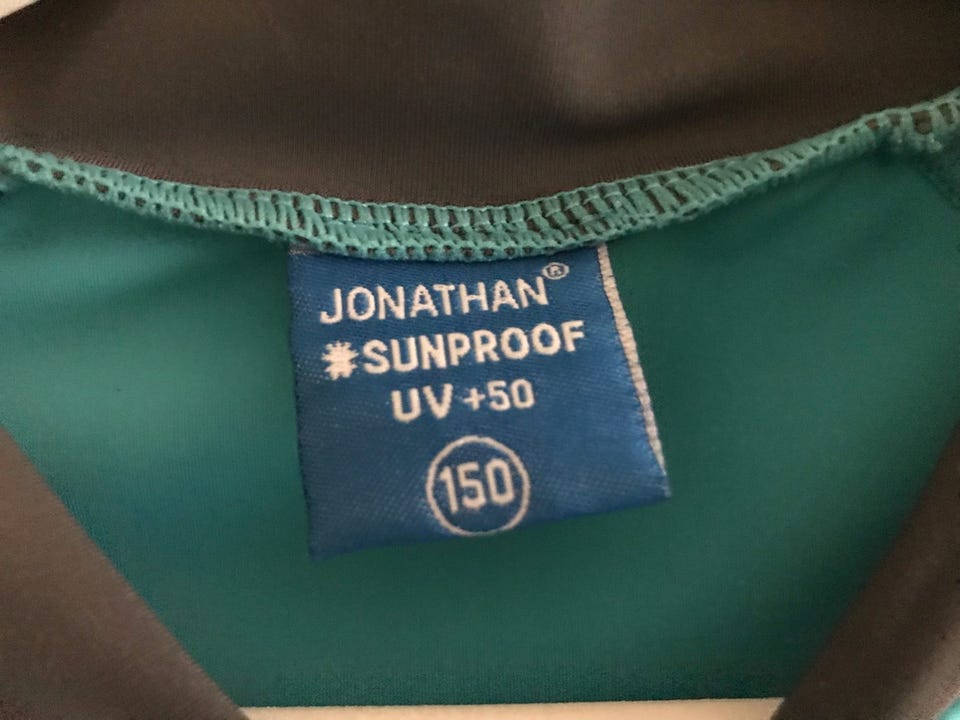 JONATHAN®
SUNPROOF
UV +50
150